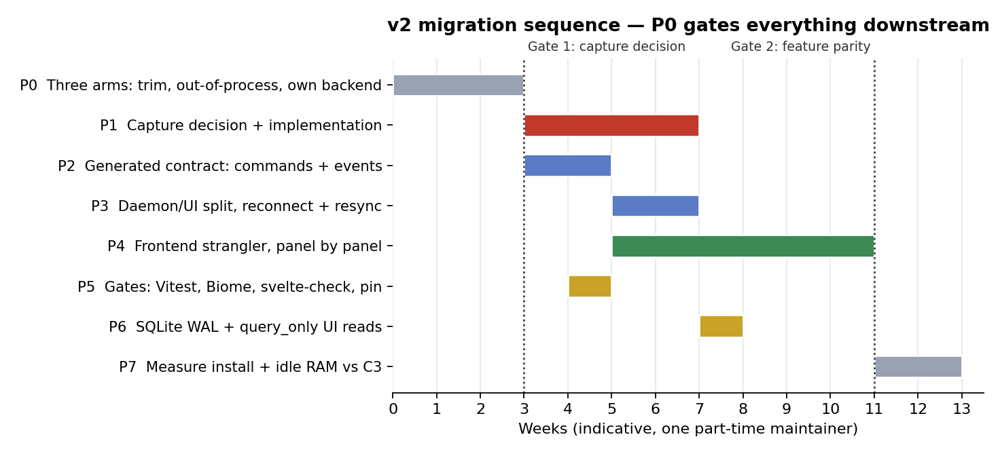 v2 migration sequence — P0 gates everything downstream
Gate 1: capture decision
Gate 2: feature parity
P0  Three arms: trim, out-of-process, own backend
P1  Capture decision + implementation
P2  Generated contract: commands + events
P3  Daemon/UI split, reconnect + resync
P4  Frontend strangler, panel by panel
P5  Gates: Vitest, Biome, svelte-check, pin
P6  SQLite WAL + query_only UI reads
P7  Measure install + idle RAM vs C3
0 1 2 3 4 5 6 7 8 9 10 11 12 13
Weeks (indicative, one part-time maintainer)